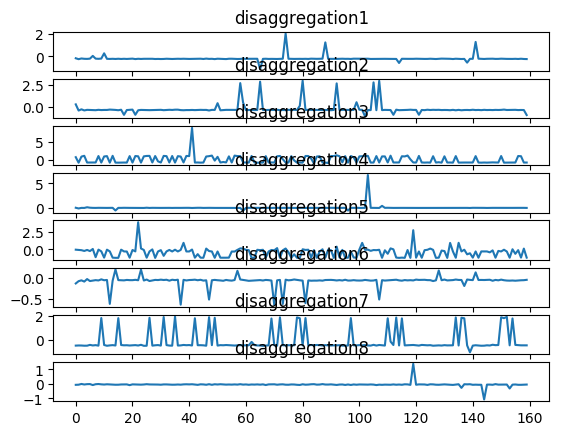 disaggregation1
2
0
disaggregation2
2.5
0.0
disaggregation3
5
0
disaggregation4
5
0
disaggregation5
2.5
0.0
disaggregation6
0.0
−0.5
disaggregation7
2
0
disaggregation8
1
0
−1
0 20 40 60 80 100 120 140 160